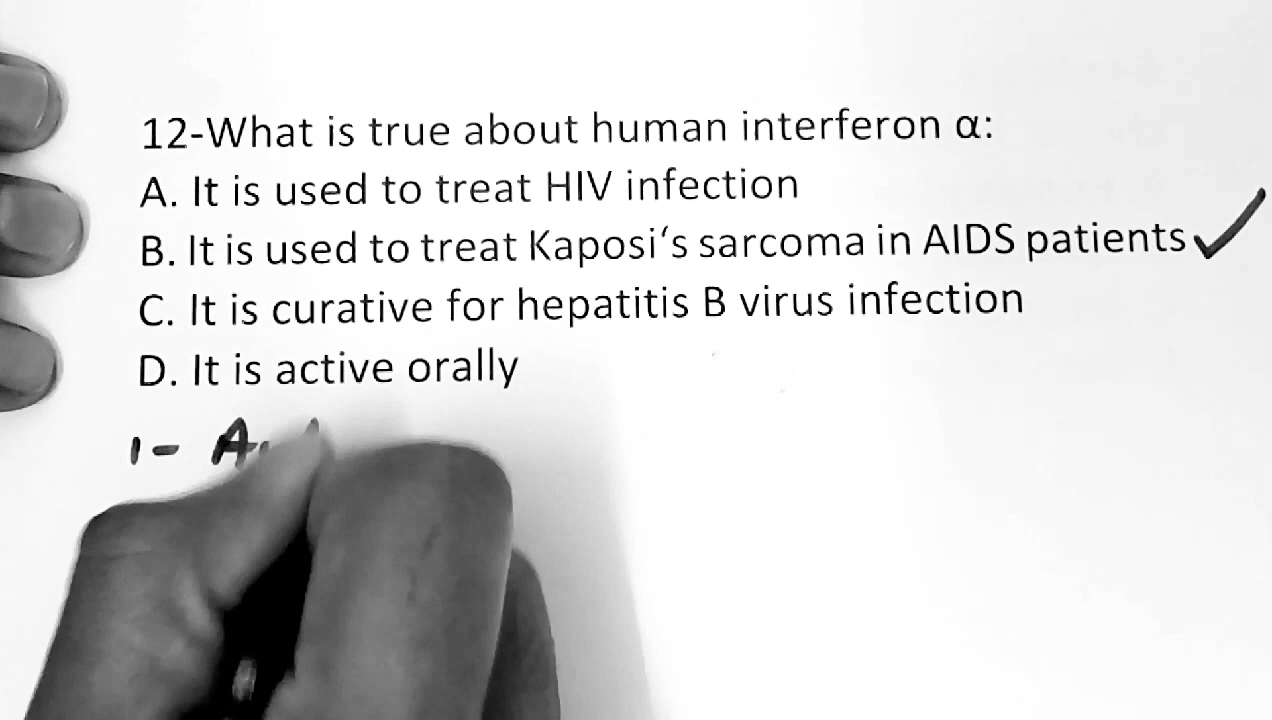 12-What is true about human interferon α:
A. It is used to treat HIV infection
B. It is used to treat Kaposi‘s sarcoma in AIDS patients
C. It is curative for hepatitis B virus infection
D. It is active orally
1-